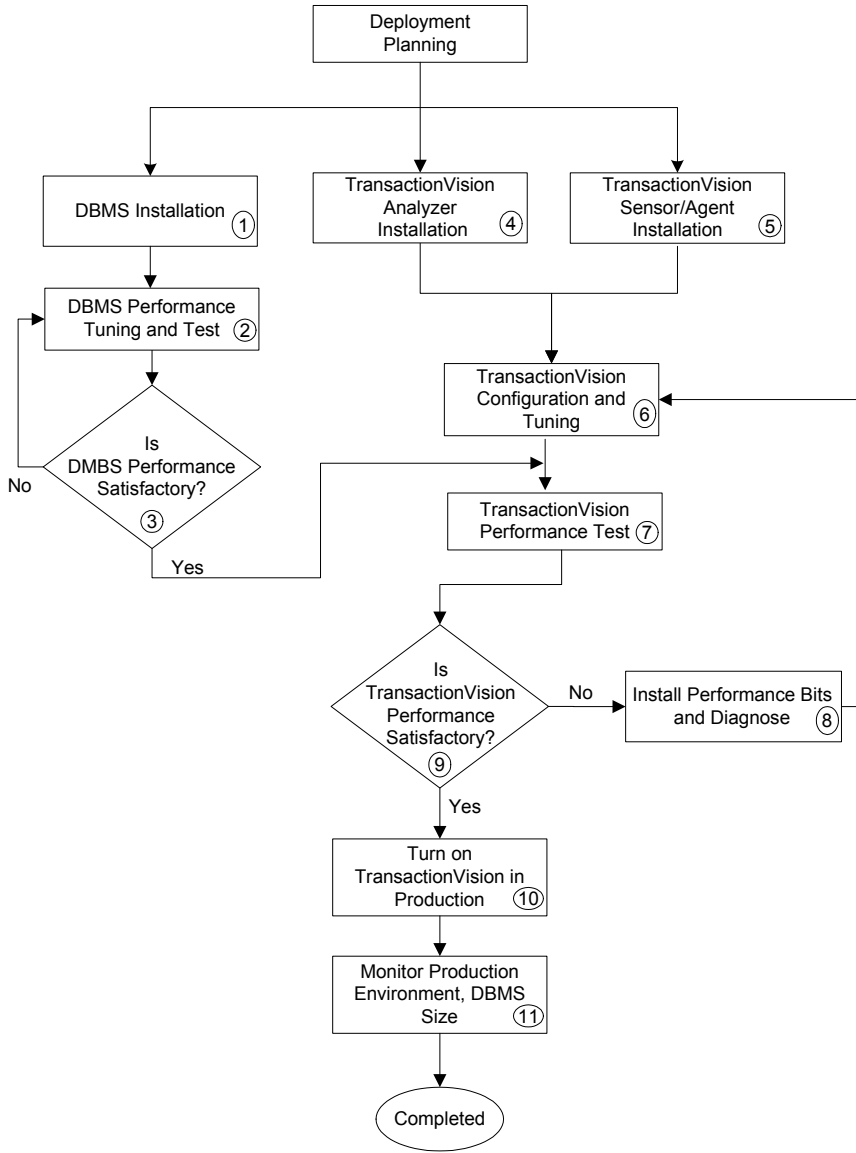 Deployment
Planning
DBMS Installation
1
TransactionVision
Analyzer
Installation
4
TransactionVision
Sensor/Agent
Installation
5
DBMS Performance
Tuning and Test
2
TransactionVision
Configuration and
Tuning
6
Is
DMBS Performance
Satisfactory?
3
No
Yes
TransactionVision
Performance Test
7
Is
TransactionVision
Performance
Satisfactory?
9
No
Install Performance Bits
and Diagnose
8
Yes
Turn on
TransactionVision in
Production
10
Monitor Production
Environment, DBMS
Size
11
Completed